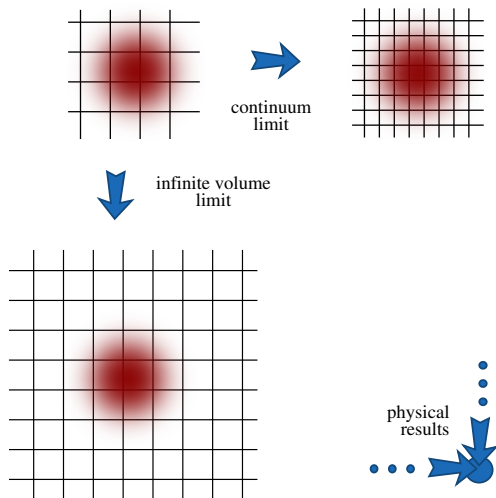 continuum
limit
infinite volume
limit
physical
results